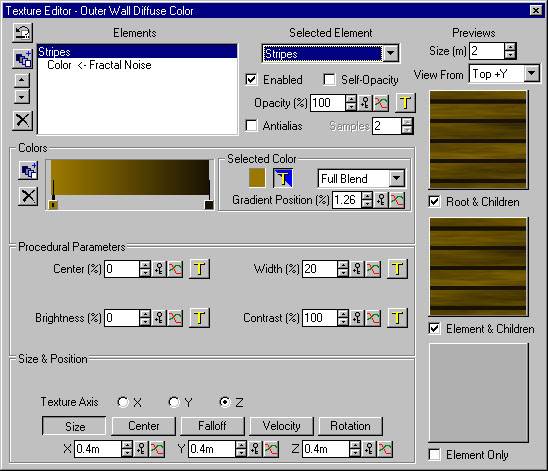 Texture Editor - Outer Wall Diffuse Color
Elements
Stripes
Color <- Fractal Noise
Selected Element
Stripes
Enabled
Self-Opacity
Opacity (%) 100
T
Antialias
Samples 2
Previews
Size (m) 2
View From Top +Y
Root & Children
Element & Children
Element Only
Colors
Selected Color
T
Full Blend
Gradient Position (%) 1.26
Procedural Parameters
Center (%) 0
T
Width (%) 20
T
Brightness (%) 0
T
Contrast (%) 100
T
Size & Position
Texture Axis X Y Z
Size Center Falloff Velocity Rotation
X 0.4m Y 0.4m Z 0.4m